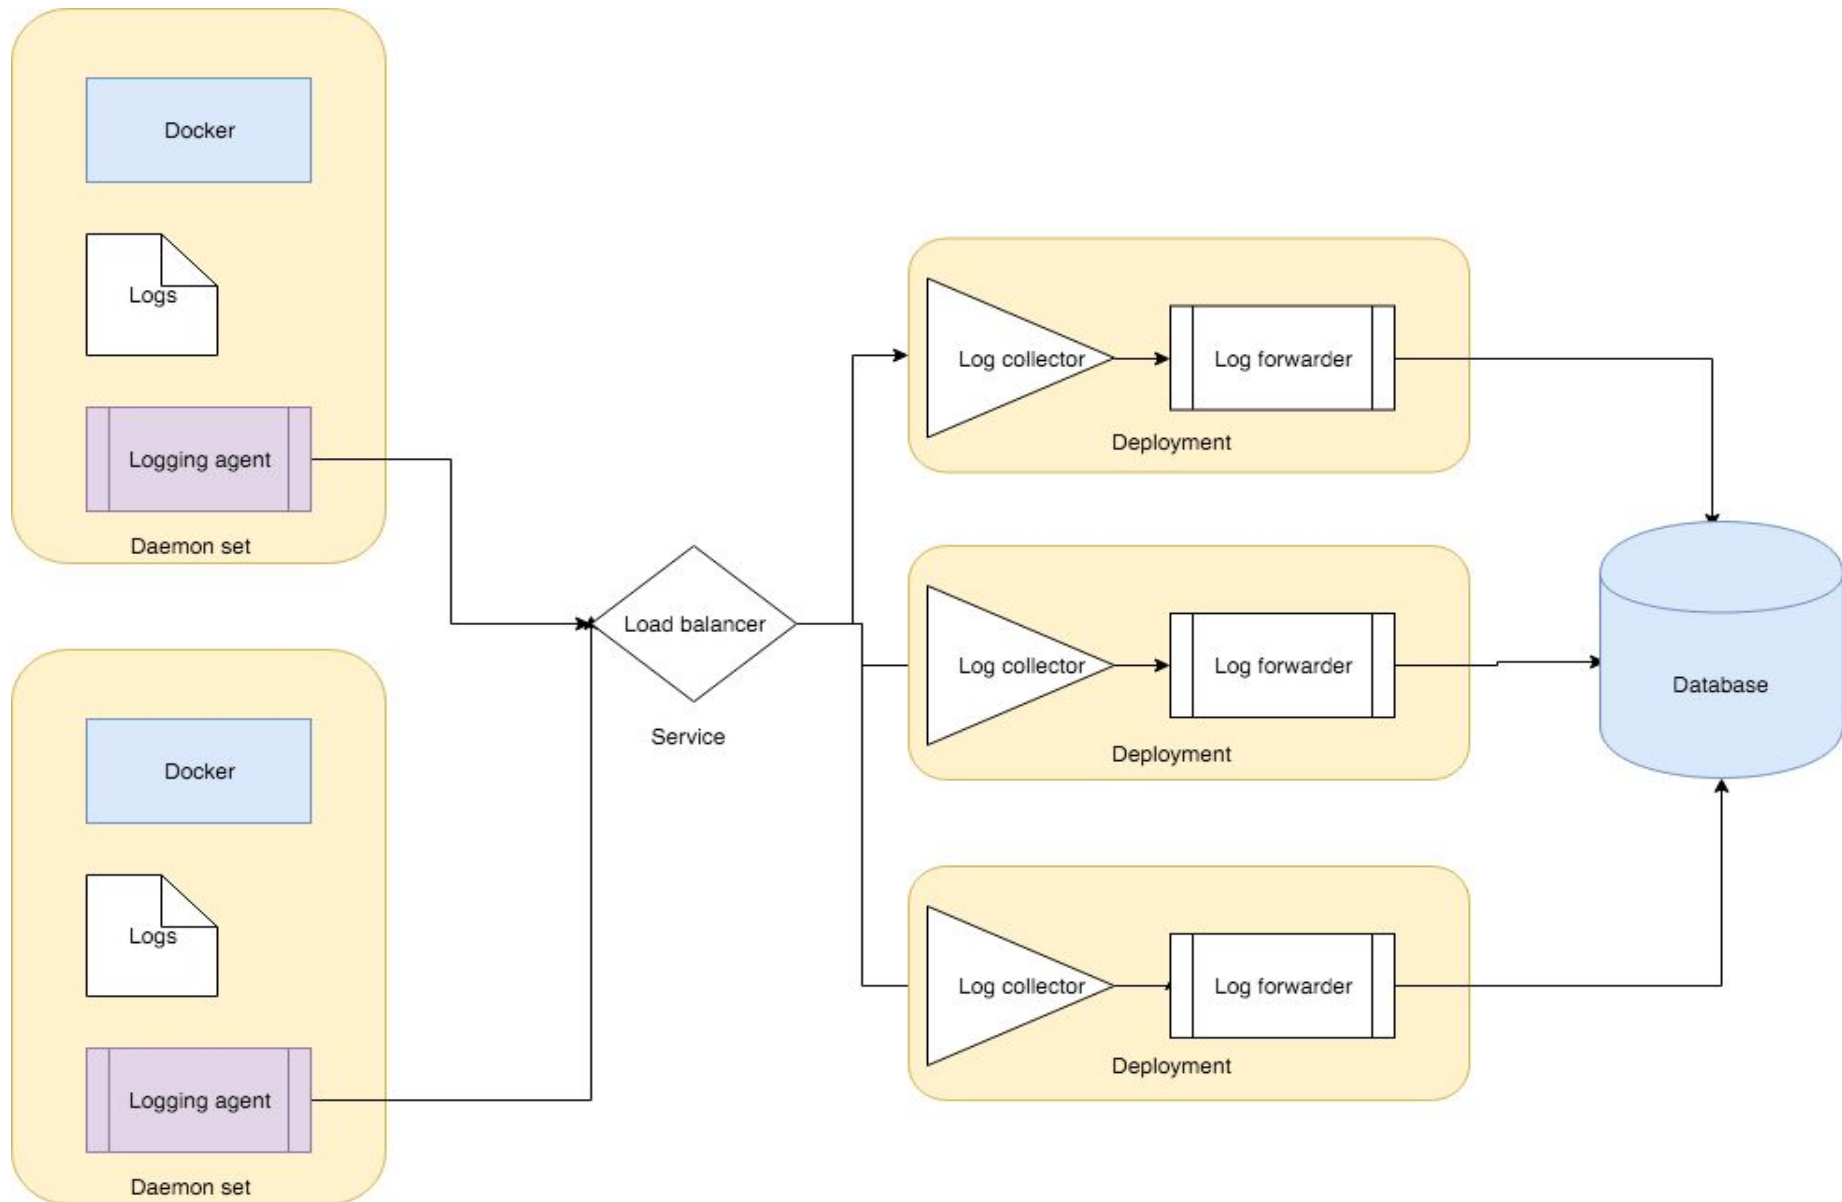 Docker
Logs
Logging agent
Daemon set
Docker
Logs
Logging agent
Daemon set
Load balancer
Service
Log collector
Log forwarder
Deployment
Log collector
Log forwarder
Deployment
Log collector
Log forwarder
Deployment
Database